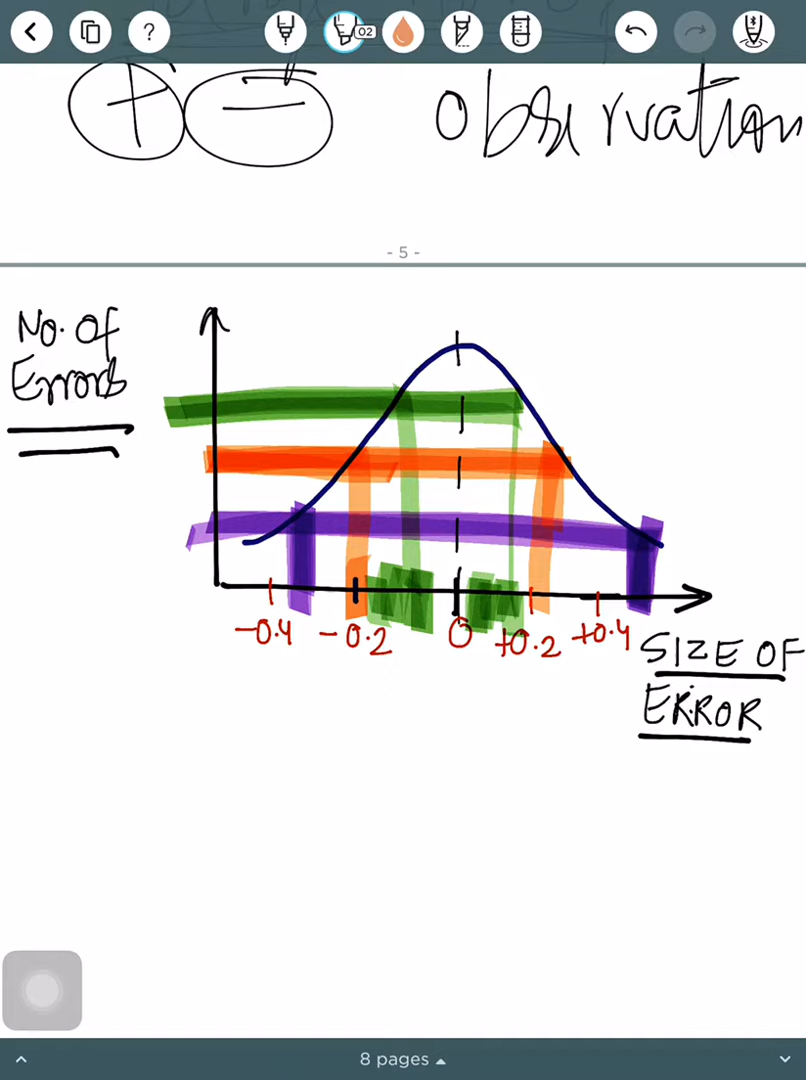 ?
02
+ − observation
- 5 -
No. Of
Errors
-0.4 -0.2 0 +0.2 +0.4
SIZE OF
ERROR
8 pages